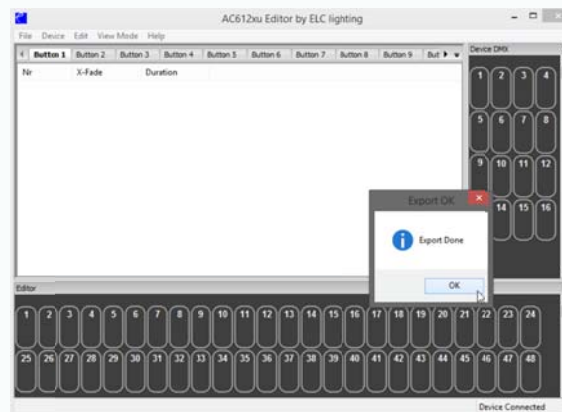 AC612xu Editor by ELC lighting
File Device Edit View Mode Help
Button 1 Button 2 Button 3 Button 4 Button 5 Button 6 Button 7 Button 8 Button 9 But
Nr X-Fade Duration
Device DMX
1 2 3 4
5 6 7 8
9 10 11 12
14 15 16
Export OK
Export Done
OK
Editor
1 2 3 4 5 6 7 8 9 10 11 12 13 14 15 16 17 18 19 20 21 22 23 24
25 26 27 28 29 30 31 32 33 34 35 36 37 38 39 40 41 42 43 44 45 46 47 48
Device Connected